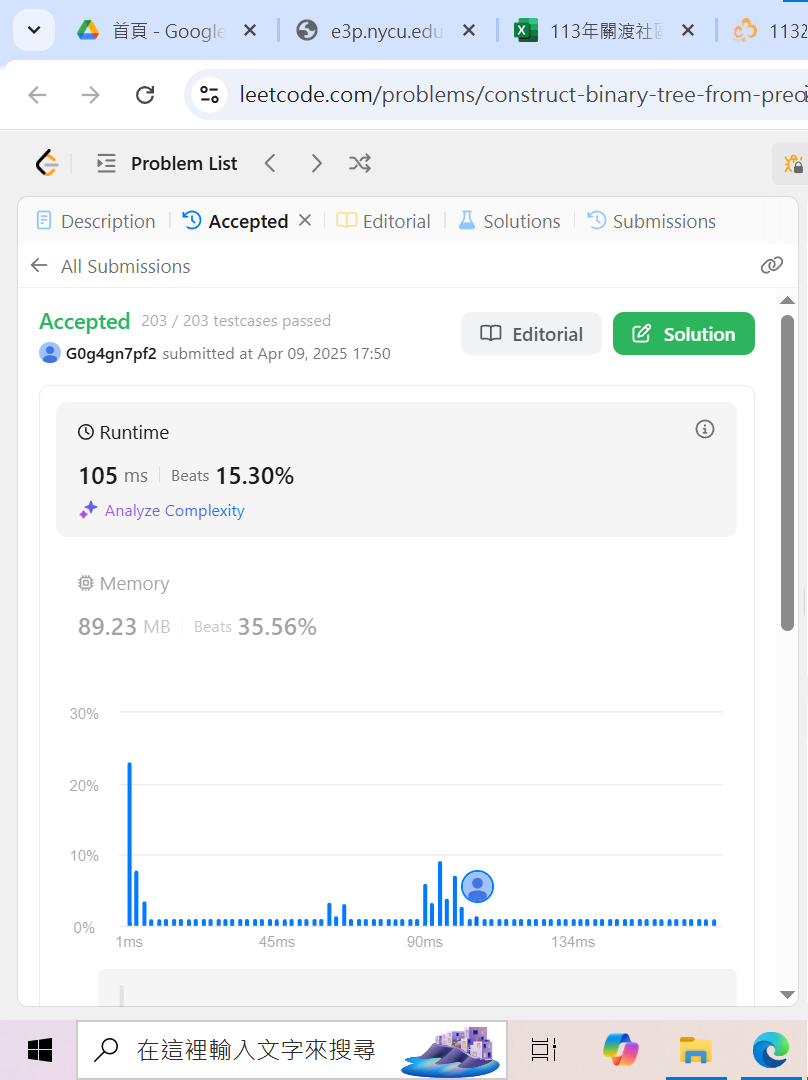 首頁 - Google
e3p.nycu.edu
113年關渡社區
1132
leetcode.com/problems/construct-binary-tree-from-preo
Problem List
Description
Accepted
Editorial
Solutions
Submissions
All Submissions
Accepted 203 / 203 testcases passed
G0g4gn7pf2 submitted at Apr 09, 2025 17:50
Editorial
Solution
Runtime
105 ms Beats 15.30%
Analyze Complexity
Memory
89.23 MB Beats 35.56%
30%
20%
10%
0%
1ms 45ms 90ms 134ms
在這裡輸入文字來搜尋